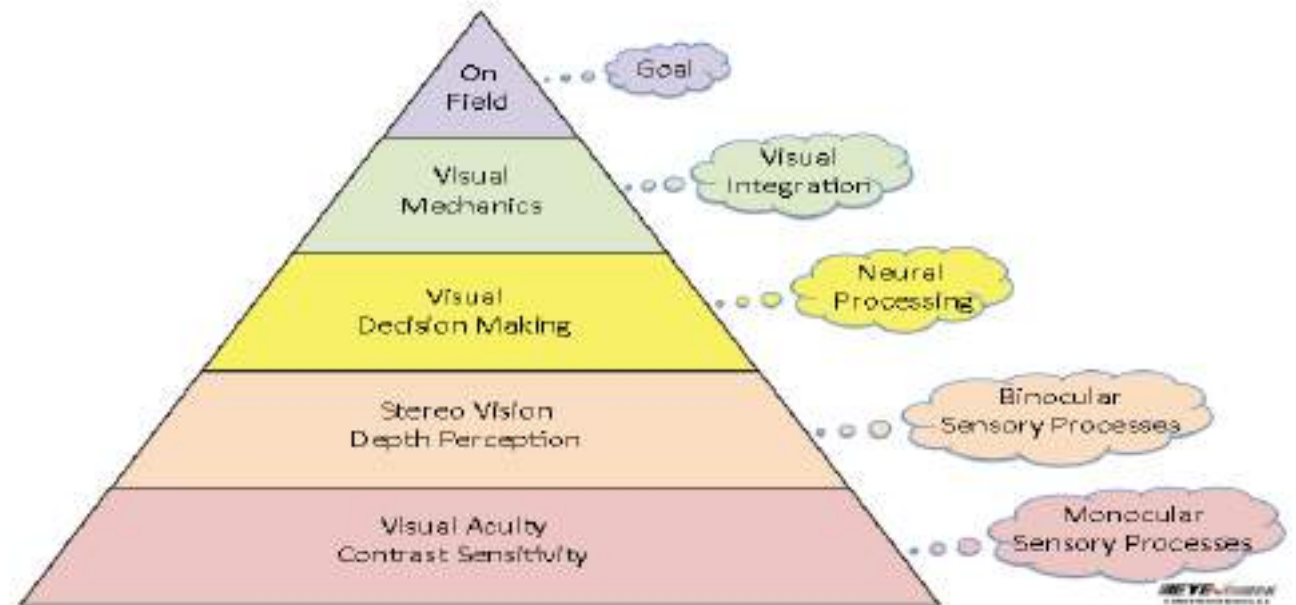 On
Field
Goal
Visual
Mechanics
Visual
Integration
Visual
Decision Making
Neural
Processing
Stereo Vision
Depth Perception
Binocular
Sensory Processes
Visual Acuity
Contrast Sensitivity
Monocular
Sensory Processes